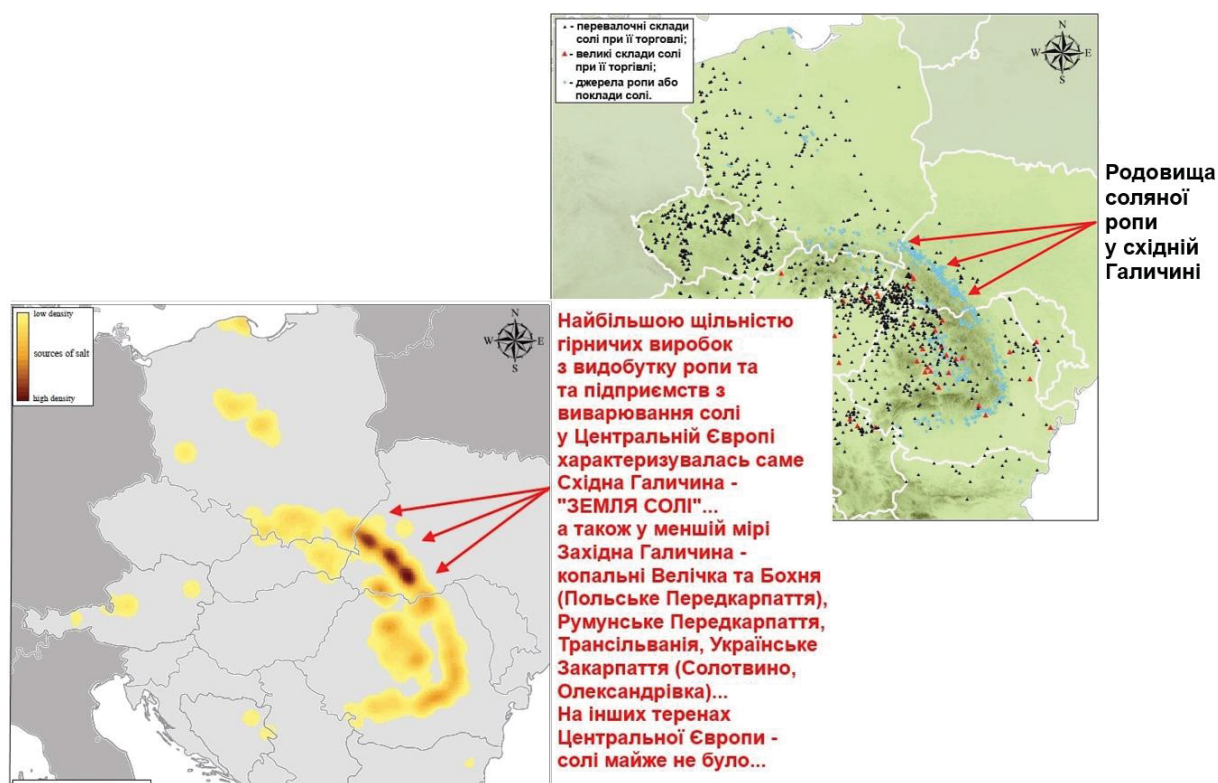 - перевалочні склади
солі при її торговлі;
- великі склади солі
при її торгівлі;
- джерела ропи або
поклади солі.
N
W E
S
Родовища
соляної
ропи
у східній
Галичині
low density
sources of salt
high density
N
W E
S
Найбільшою щільністю
гірничих виробок
з видобутку ропи та
та підприємств з
виварювання солі
у Центральній Європі
характеризувалась саме
Східна Галичина -
"ЗЕМЛЯ СОЛІ"...
а також у меншій мірі
Західна Галичина -
копальні Велічка та Бохня
(Польське Передкарпаття),
Румунське Передкарпаття,
Трансільванія, Українське
Закарпаття (Солотвино,
Олександрівка)...
На інших теренах
Центральної Європи -
солі майже не було...